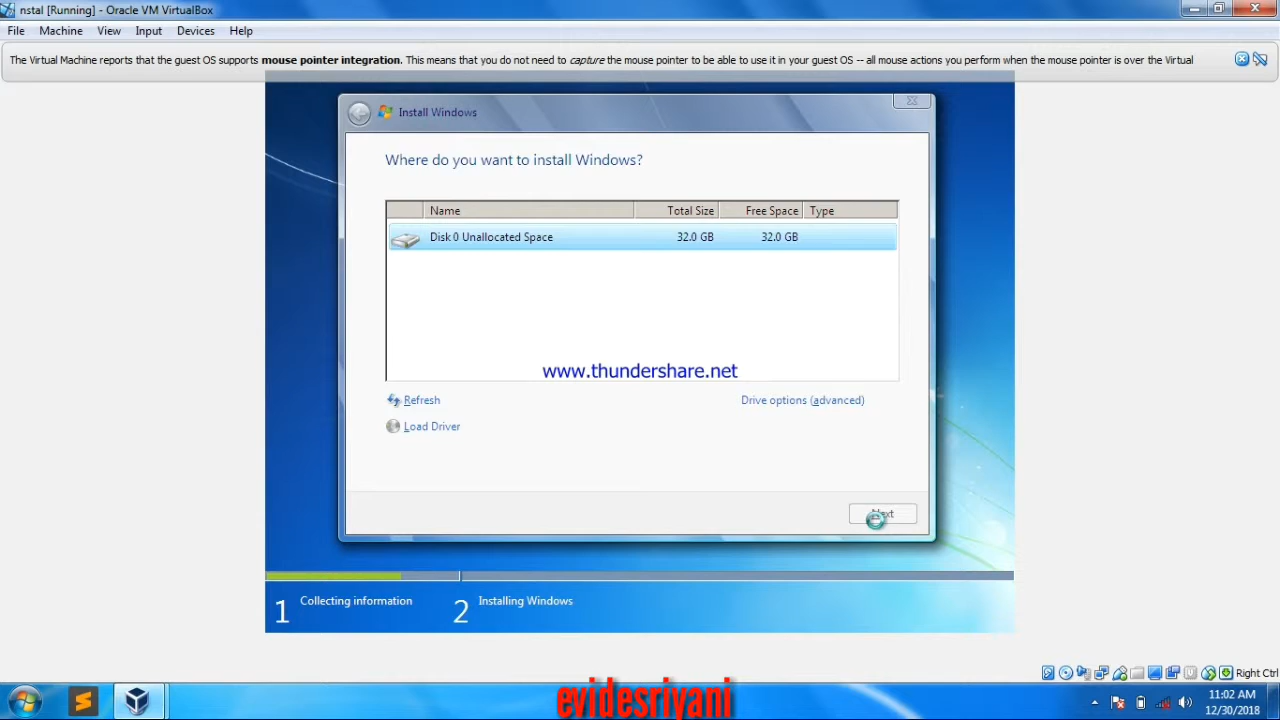 nstal [Running] - Oracle VM VirtualBox
File Machine View Input Devices Help
The Virtual Machine reports that the guest OS supports mouse pointer integration. This means that you do not need to capture the mouse pointer to be able to use it in your guest OS -- all mouse actions you perform when the mouse pointer is over the Virtual
Install Windows
Where do you want to install Windows?
Name Total Size Free Space Type
Disk 0 Unallocated Space 32.0 GB 32.0 GB
www.thundershare.net
Refresh Drive options (advanced)
Load Driver
Next
1 Collecting information 2 Installing Windows
Right Ctrl
evidesriyani
11:02 AM
12/30/2018